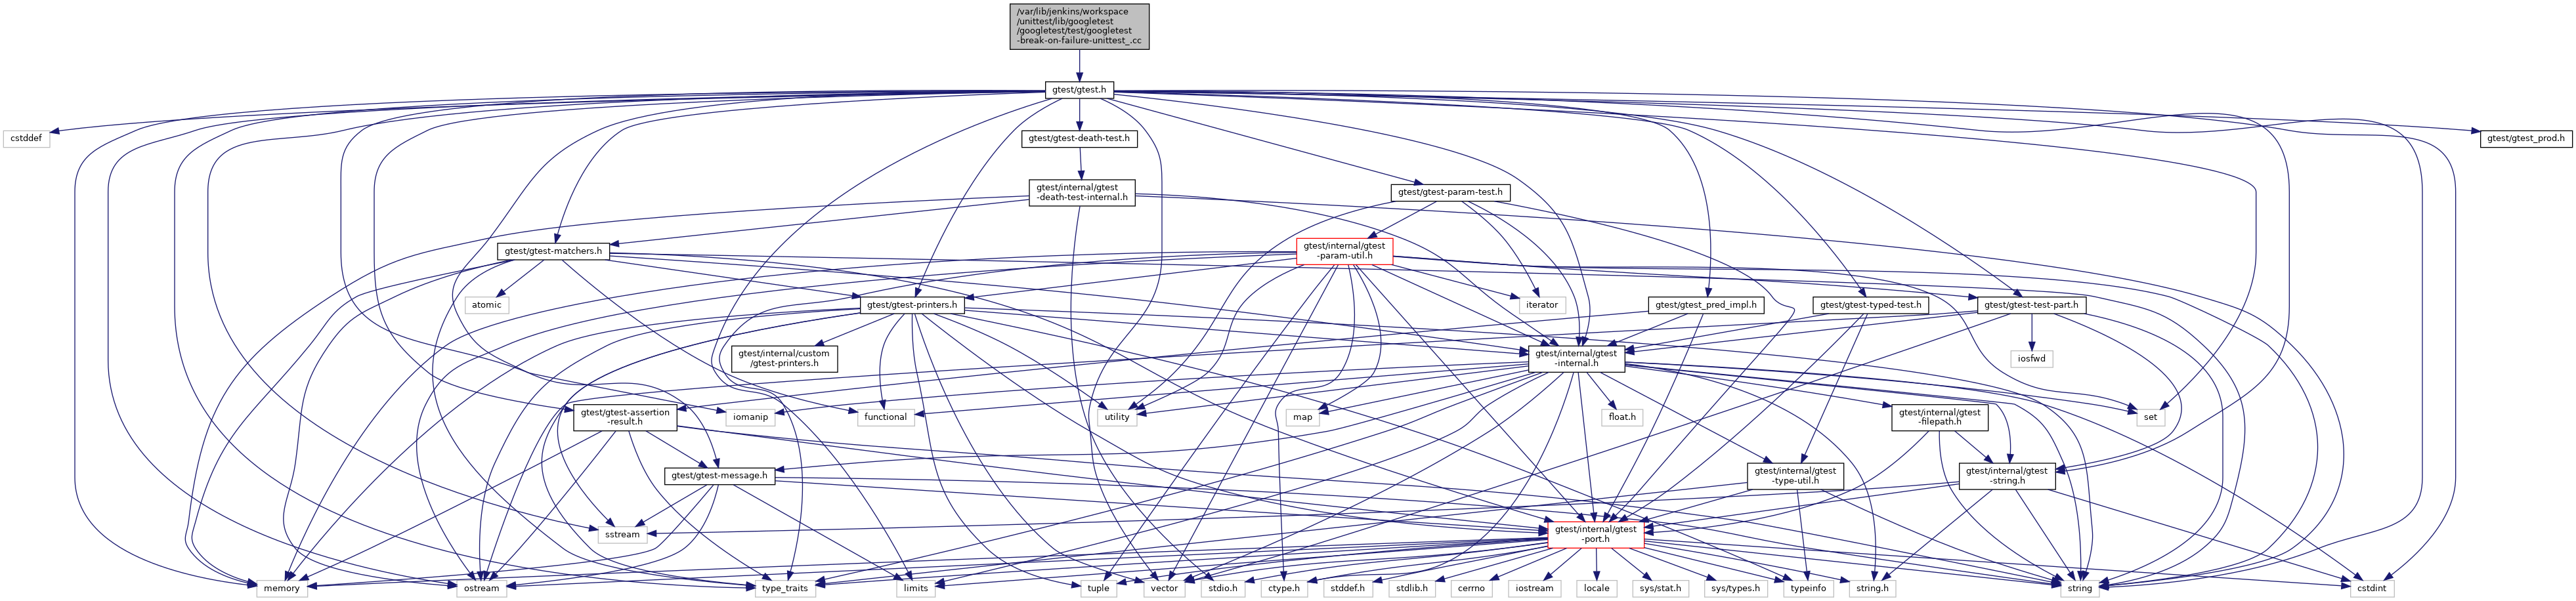 /var/lib/jenkins/workspace
/unittest/lib/googletest
/googletest/test/googletest
-break-on-failure-unittest_.cc
gtest/gtest.h
cstddef
gtest/gtest-death-test.h
gtest/gtest_prod.h
gtest/internal/gtest
-death-test-internal.h
gtest/gtest-param-test.h
gtest/gtest-matchers.h
gtest/internal/gtest
-param-util.h
atomic
gtest/gtest-printers.h
iterator
gtest/gtest_pred_impl.h
gtest/gtest-typed-test.h
gtest/gtest-test-part.h
gtest/internal/custom
/gtest-printers.h
gtest/internal/gtest
-internal.h
iosfwd
gtest/gtest-assertion
-result.h
iomanip
functional
utility
map
float.h
gtest/internal/gtest
-filepath.h
set
gtest/gtest-message.h
gtest/internal/gtest
-type-util.h
gtest/internal/gtest
-string.h
sstream
gtest/internal/gtest
-port.h
memory
ostream
type_traits
limits
tuple
vector
stdio.h
ctype.h
stddef.h
stdlib.h
cerrno
iostream
locale
sys/stat.h
sys/types.h
typeinfo
string.h
string
cstdint